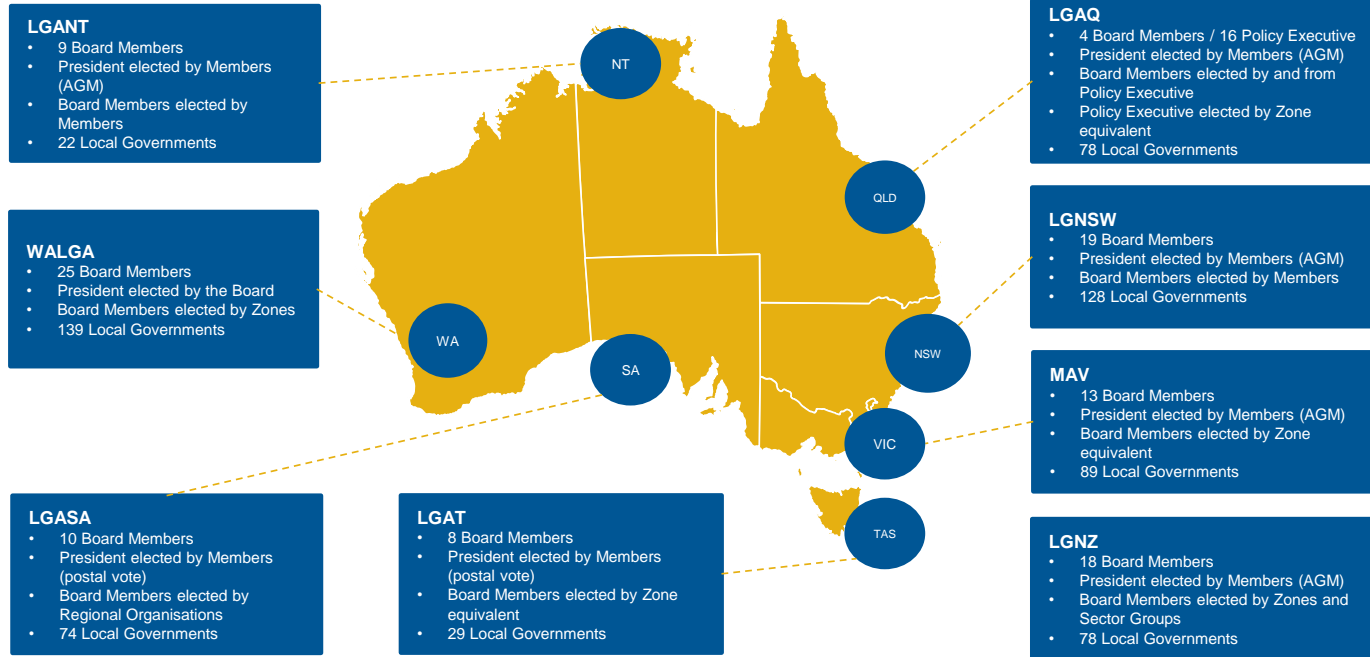 LGANT
• 9 Board Members
• President elected by Members
(AGM)
• Board Members elected by
Members
• 22 Local Governments
NT
LGAQ
• 4 Board Members / 16 Policy Executive
• President elected by Members (AGM)
• Board Members elected by and from
Policy Executive
• Policy Executive elected by Zone
equivalent
• 78 Local Governments
QLD
WALGA
• 25 Board Members
• President elected by the Board
• Board Members elected by Zones
• 139 Local Governments
WA
SA
LGNSW
• 19 Board Members
• President elected by Members (AGM)
• Board Members elected by Members
• 128 Local Governments
NSW
MAV
• 13 Board Members
• President elected by Members (AGM)
• Board Members elected by Zone
equivalent
• 89 Local Governments
VIC
LGASA
• 10 Board Members
• President elected by Members
(postal vote)
• Board Members elected by
Regional Organisations
• 74 Local Governments
LGAT
• 8 Board Members
• President elected by Members
(postal vote)
• Board Members elected by Zone
equivalent
• 29 Local Governments
TAS
LGNZ
• 18 Board Members
• President elected by Members (AGM)
• Board Members elected by Zones and
Sector Groups
• 78 Local Governments